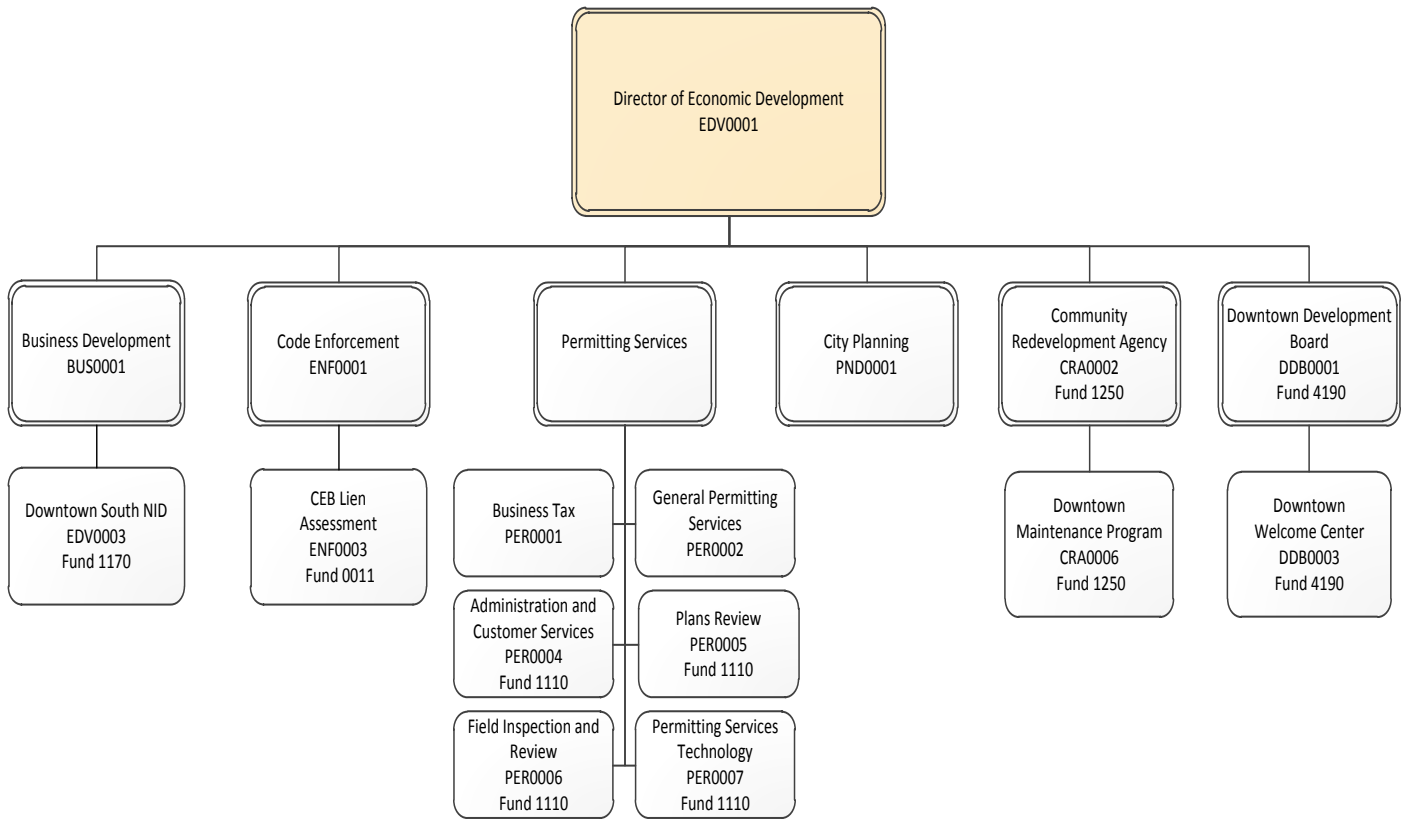 Director of Economic Development
EDV0001
Business Development
BUS0001
Code Enforcement
ENF0001
Permitting Services
City Planning
PND0001
Community
Redevelopment Agency
CRA0002
Fund 1250
Downtown Development
Board
DDB0001
Fund 4190
Downtown South NID
EDV0003
Fund 1170
CEB Lien
Assessment
ENF0003
Fund 0011
Business Tax
PER0001
General Permitting
Services
PER0002
Administration and
Customer Services
PER0004
Fund 1110
Plans Review
PER0005
Fund 1110
Field Inspection and
Review
PER0006
Fund 1110
Permitting Services
Technology
PER0007
Fund 1110
Downtown
Maintenance Program
CRA0006
Fund 1250
Downtown
Welcome Center
DDB0003
Fund 4190